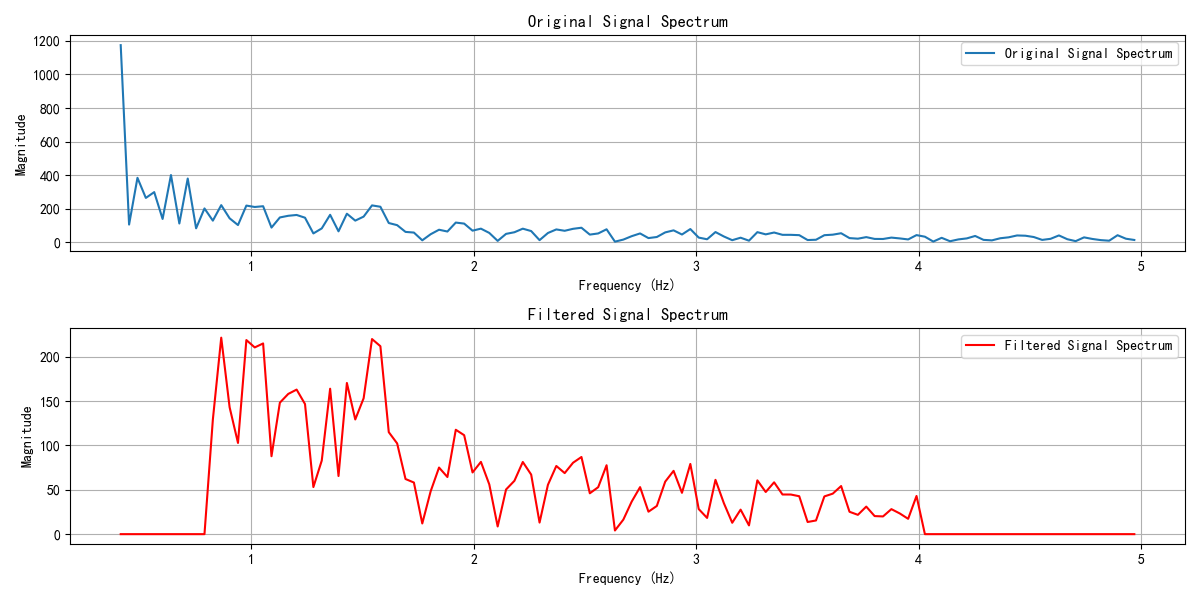 Original Signal Spectrum
1200
1000
800
600
400
200
0
Magnitude
Original Signal Spectrum
1 2 3 4 5
Frequency (Hz)
Filtered Signal Spectrum
200
150
100
50
0
Magnitude
Filtered Signal Spectrum
1 2 3 4 5
Frequency (Hz)